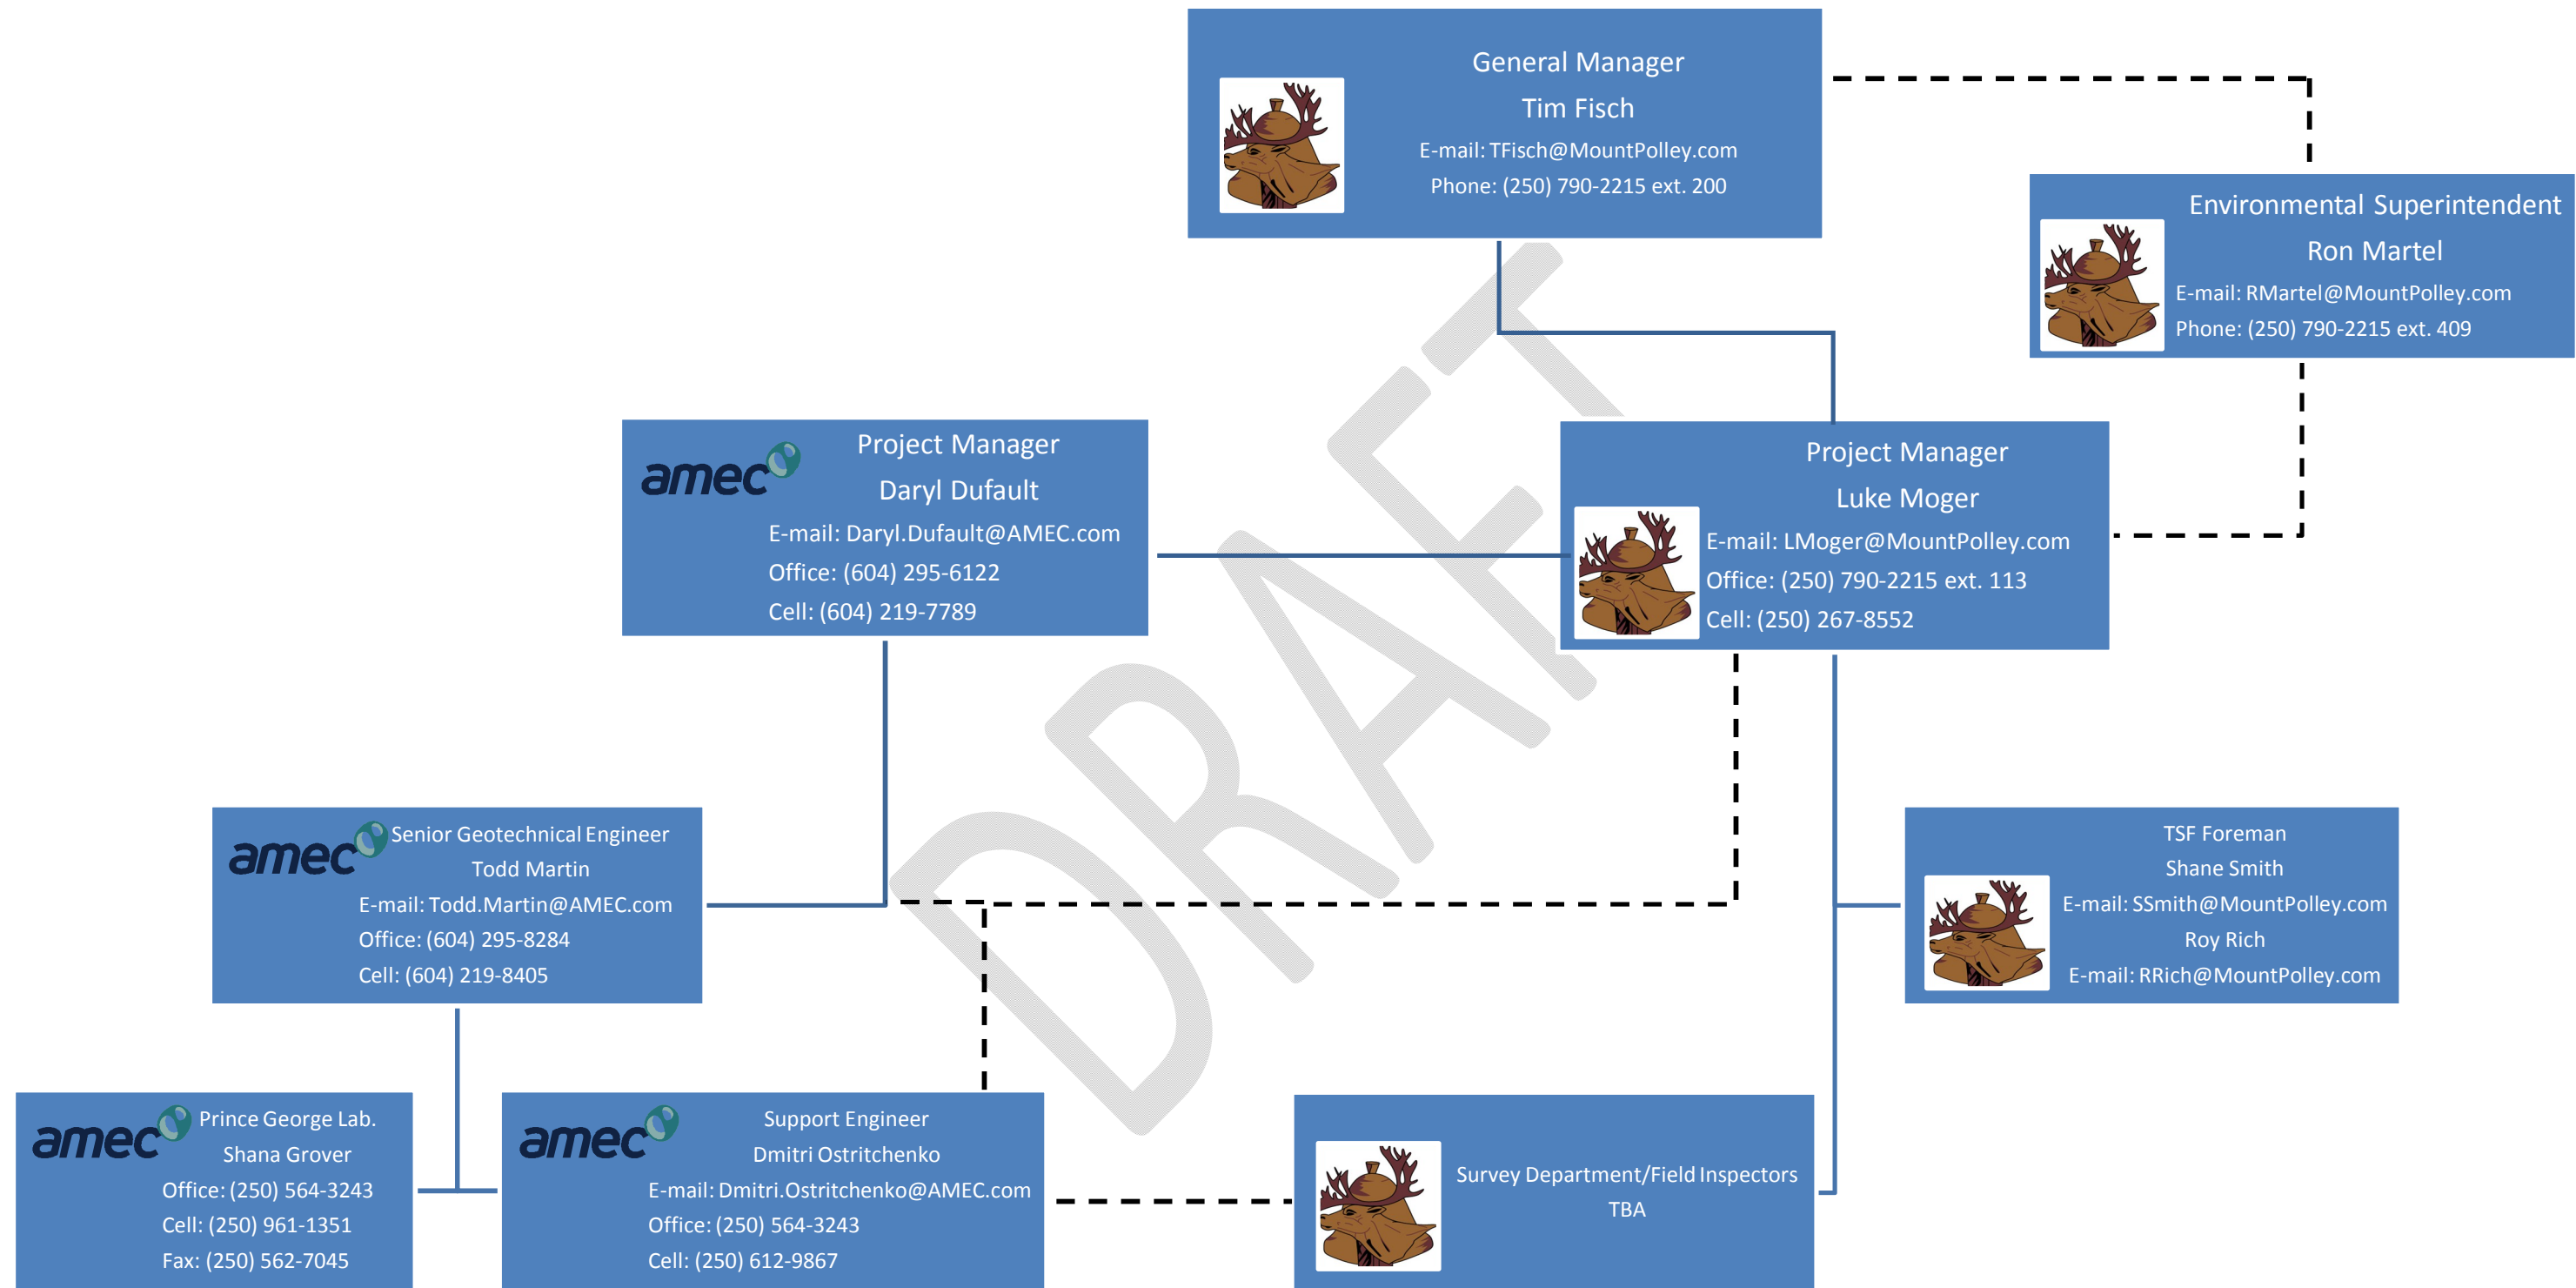 General Manager
Tim Fisch
E-mail: TFisch@MountPolley.com
Phone: (250) 790-2215 ext. 200
Environmental Superintendent
Ron Martel
E-mail: RMartel@MountPolley.com
Phone: (250) 790-2215 ext. 409
amec
Project Manager
Daryl Dufault
E-mail: Daryl.Dufault@AMEC.com
Office: (604) 295-6122
Cell: (604) 219-7789
Project Manager
Luke Moger
E-mail: LMoger@MountPolley.com
Office: (250) 790-2215 ext. 113
Cell: (250) 267-8552
DRAFT
amec
Senior Geotechnical Engineer
Todd Martin
E-mail: Todd.Martin@AMEC.com
Office: (604) 295-8284
Cell: (604) 219-8405
TSF Foreman
Shane Smith
E-mail: SSmith@MountPolley.com
Roy Rich
E-mail: RRich@MountPolley.com
amec
Prince George Lab.
Shana Grover
Office: (250) 564-3243
Cell: (250) 961-1351
Fax: (250) 562-7045
amec
Support Engineer
Dmitri Ostritchenko
E-mail: Dmitri.Ostritchenko@AMEC.com
Office: (250) 564-3243
Cell: (250) 612-9867
Survey Department/Field Inspectors
TBA